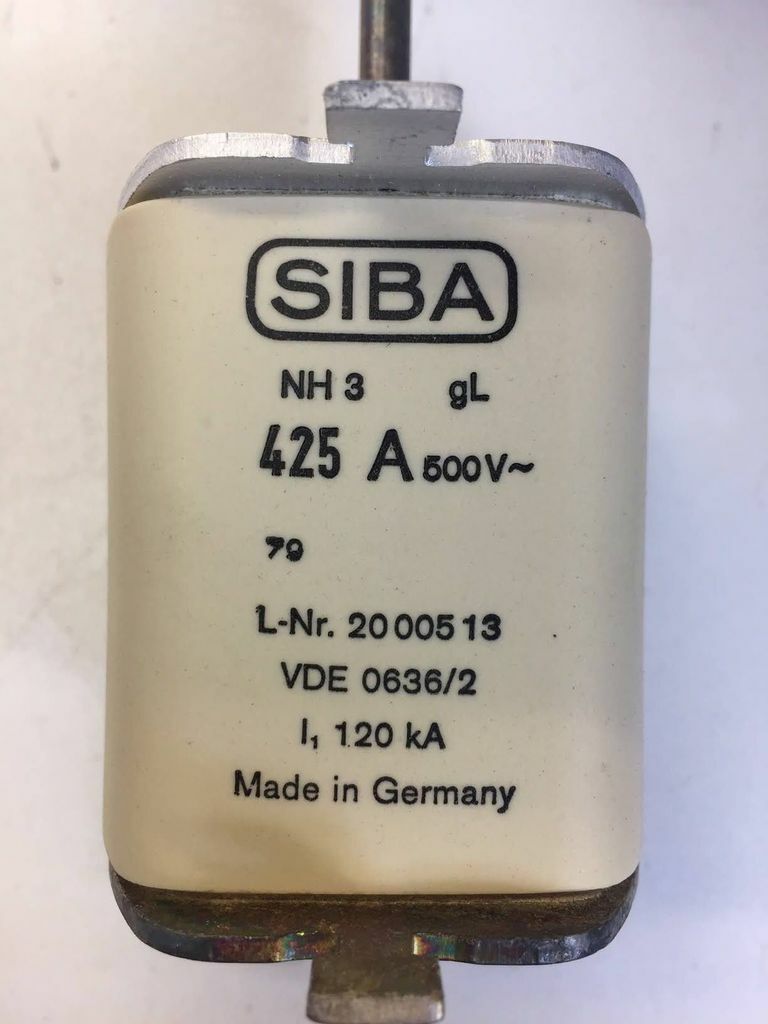 SIBA
NH 3 gL
425 A 500V~
79
L-Nr. 20 005 13
VDE 0636/2
I₁ 120 kA
Made in Germany